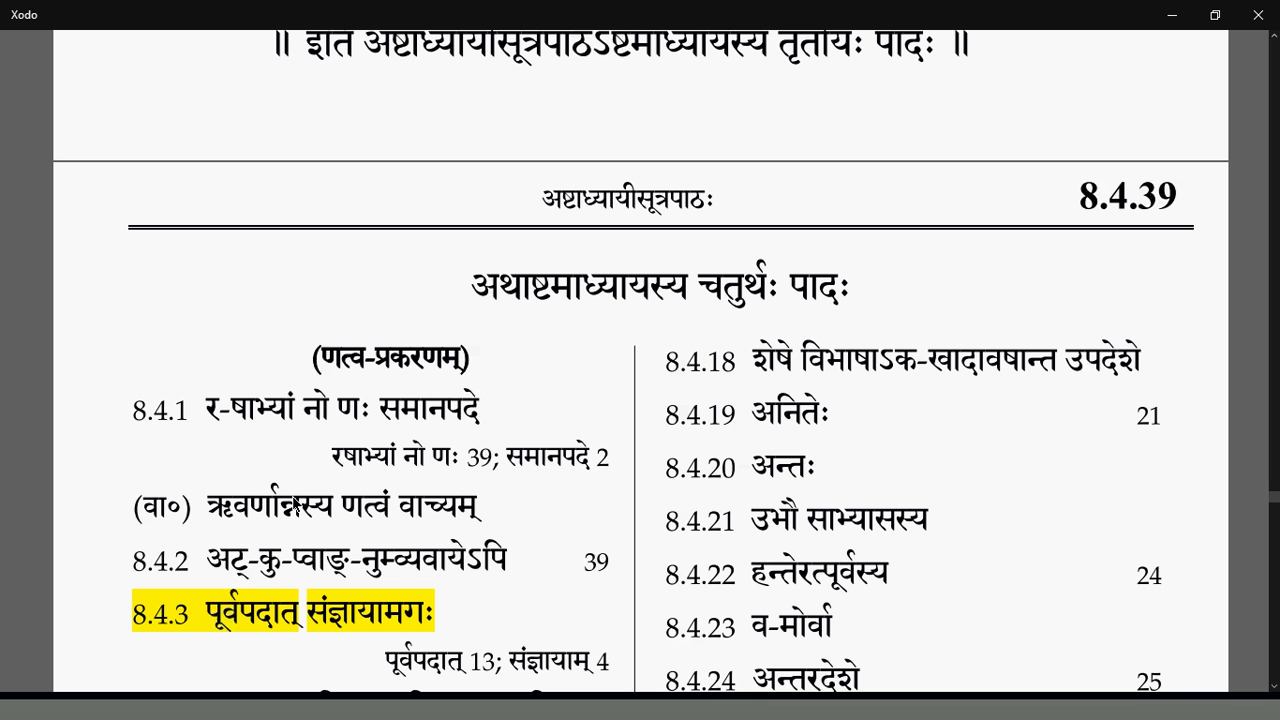 Xodo
॥ इति अष्टाध्यायीसूत्रपाठेऽष्टमाध्यायस्य तृतीयः पादः ॥
अष्टाध्यायीसूत्रपाठः 8.4.39
अथाष्टमाध्यायस्य चतुर्थः पादः
(णत्व-प्रकरणम्)
8.4.1 र-षाभ्यां नो णः समानपदे
रषाभ्यां नो णः 39; समानपदे 2
(वा०) ऋवर्णान्नस्य णत्वं वाच्यम्
8.4.2 अट्-कु-प्वाङ्-नुम्व्यवायेऽपि 39
8.4.3 पूर्वपदात् संज्ञायामगः
पूर्वपदात् 13; संज्ञायाम् 4
8.4.18 शेषे विभाषाऽक-खादावषान्त उपदेशे
8.4.19 अनितेः 21
8.4.20 अन्तः
8.4.21 उभौ साभ्यासस्य
8.4.22 हन्तेरत्पूर्वस्य 24
8.4.23 व-मोर्वा
8.4.24 अन्तरदेशे 25